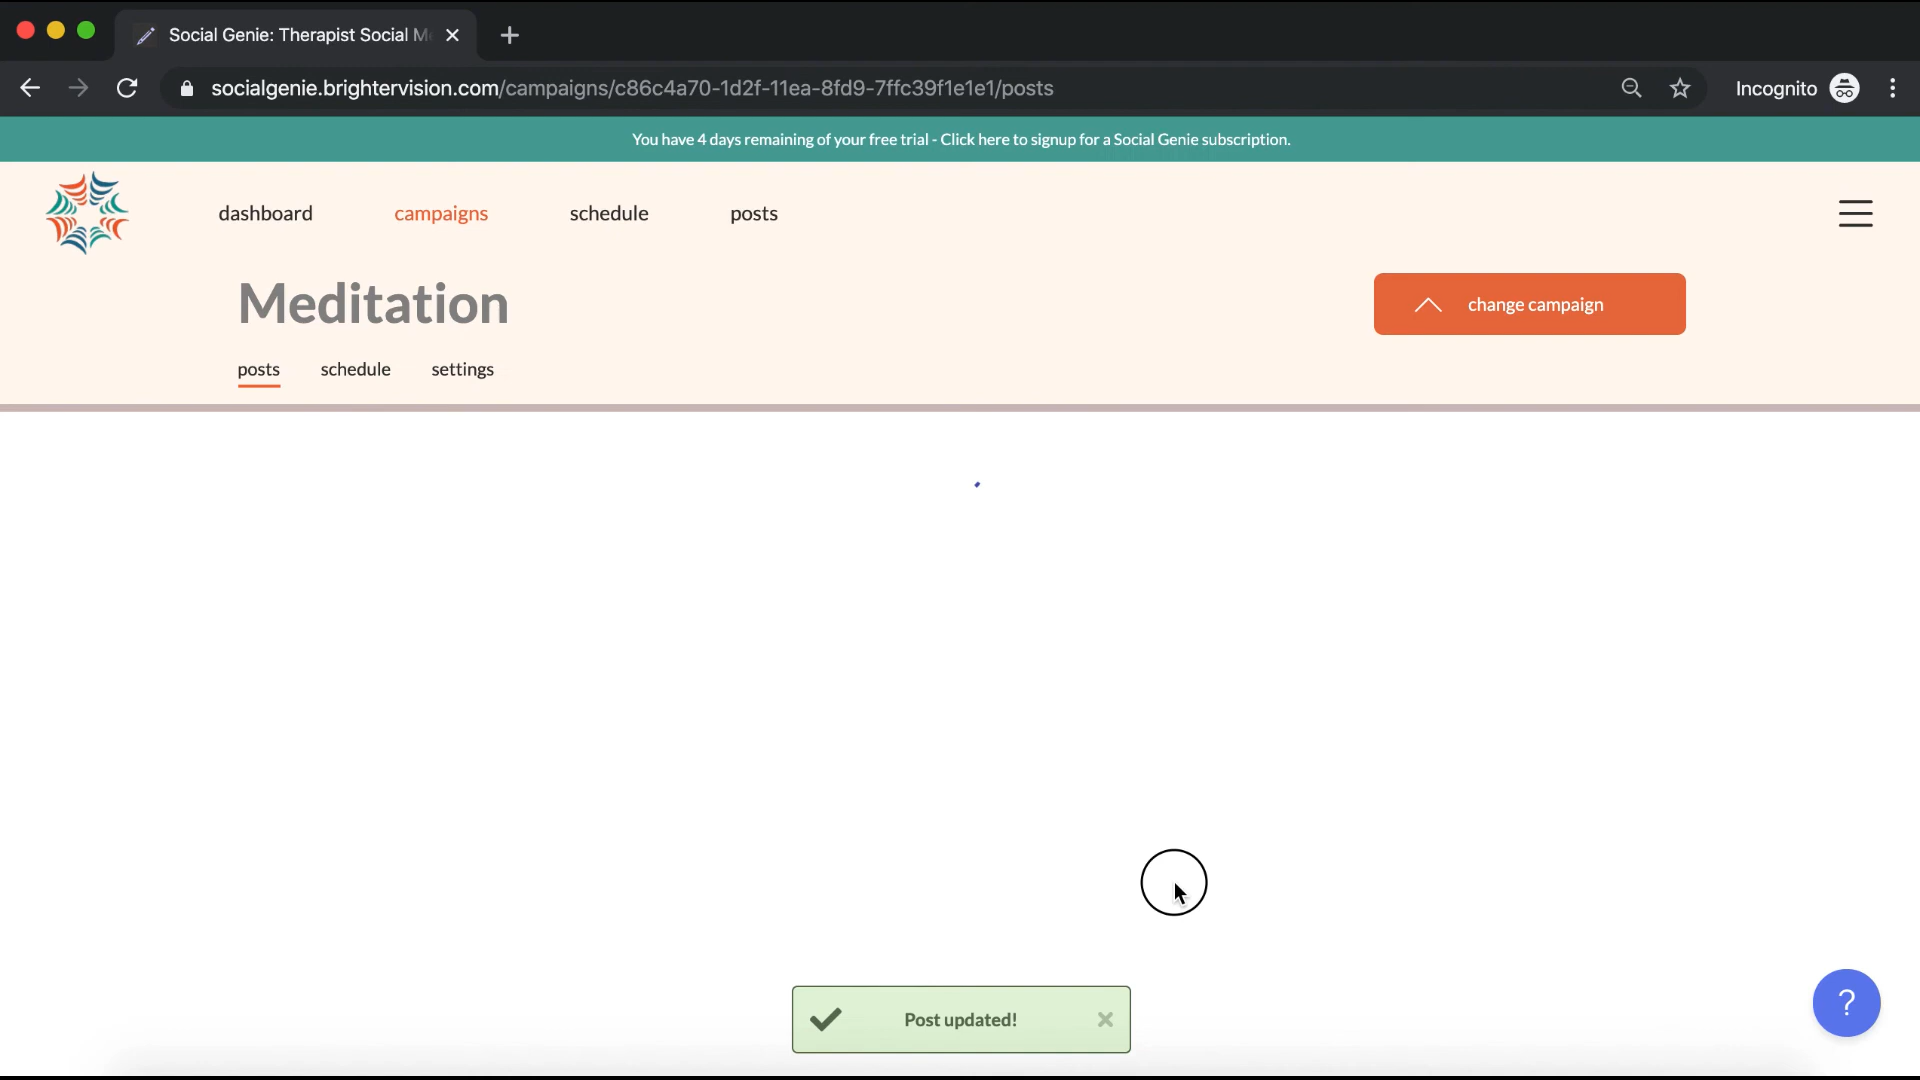 Social Genie: Therapist Social M
socialgenie.brightervision.com/campaigns/c86c4a70-1d2f-11ea-8fd9-7ffc39f1e1e1/posts
Incognito
You have 4 days remaining of your free trial - Click here to signup for a Social Genie subscription.
dashboard
campaigns
schedule
posts
Meditation
change campaign
posts
schedule
settings
Post updated!
?